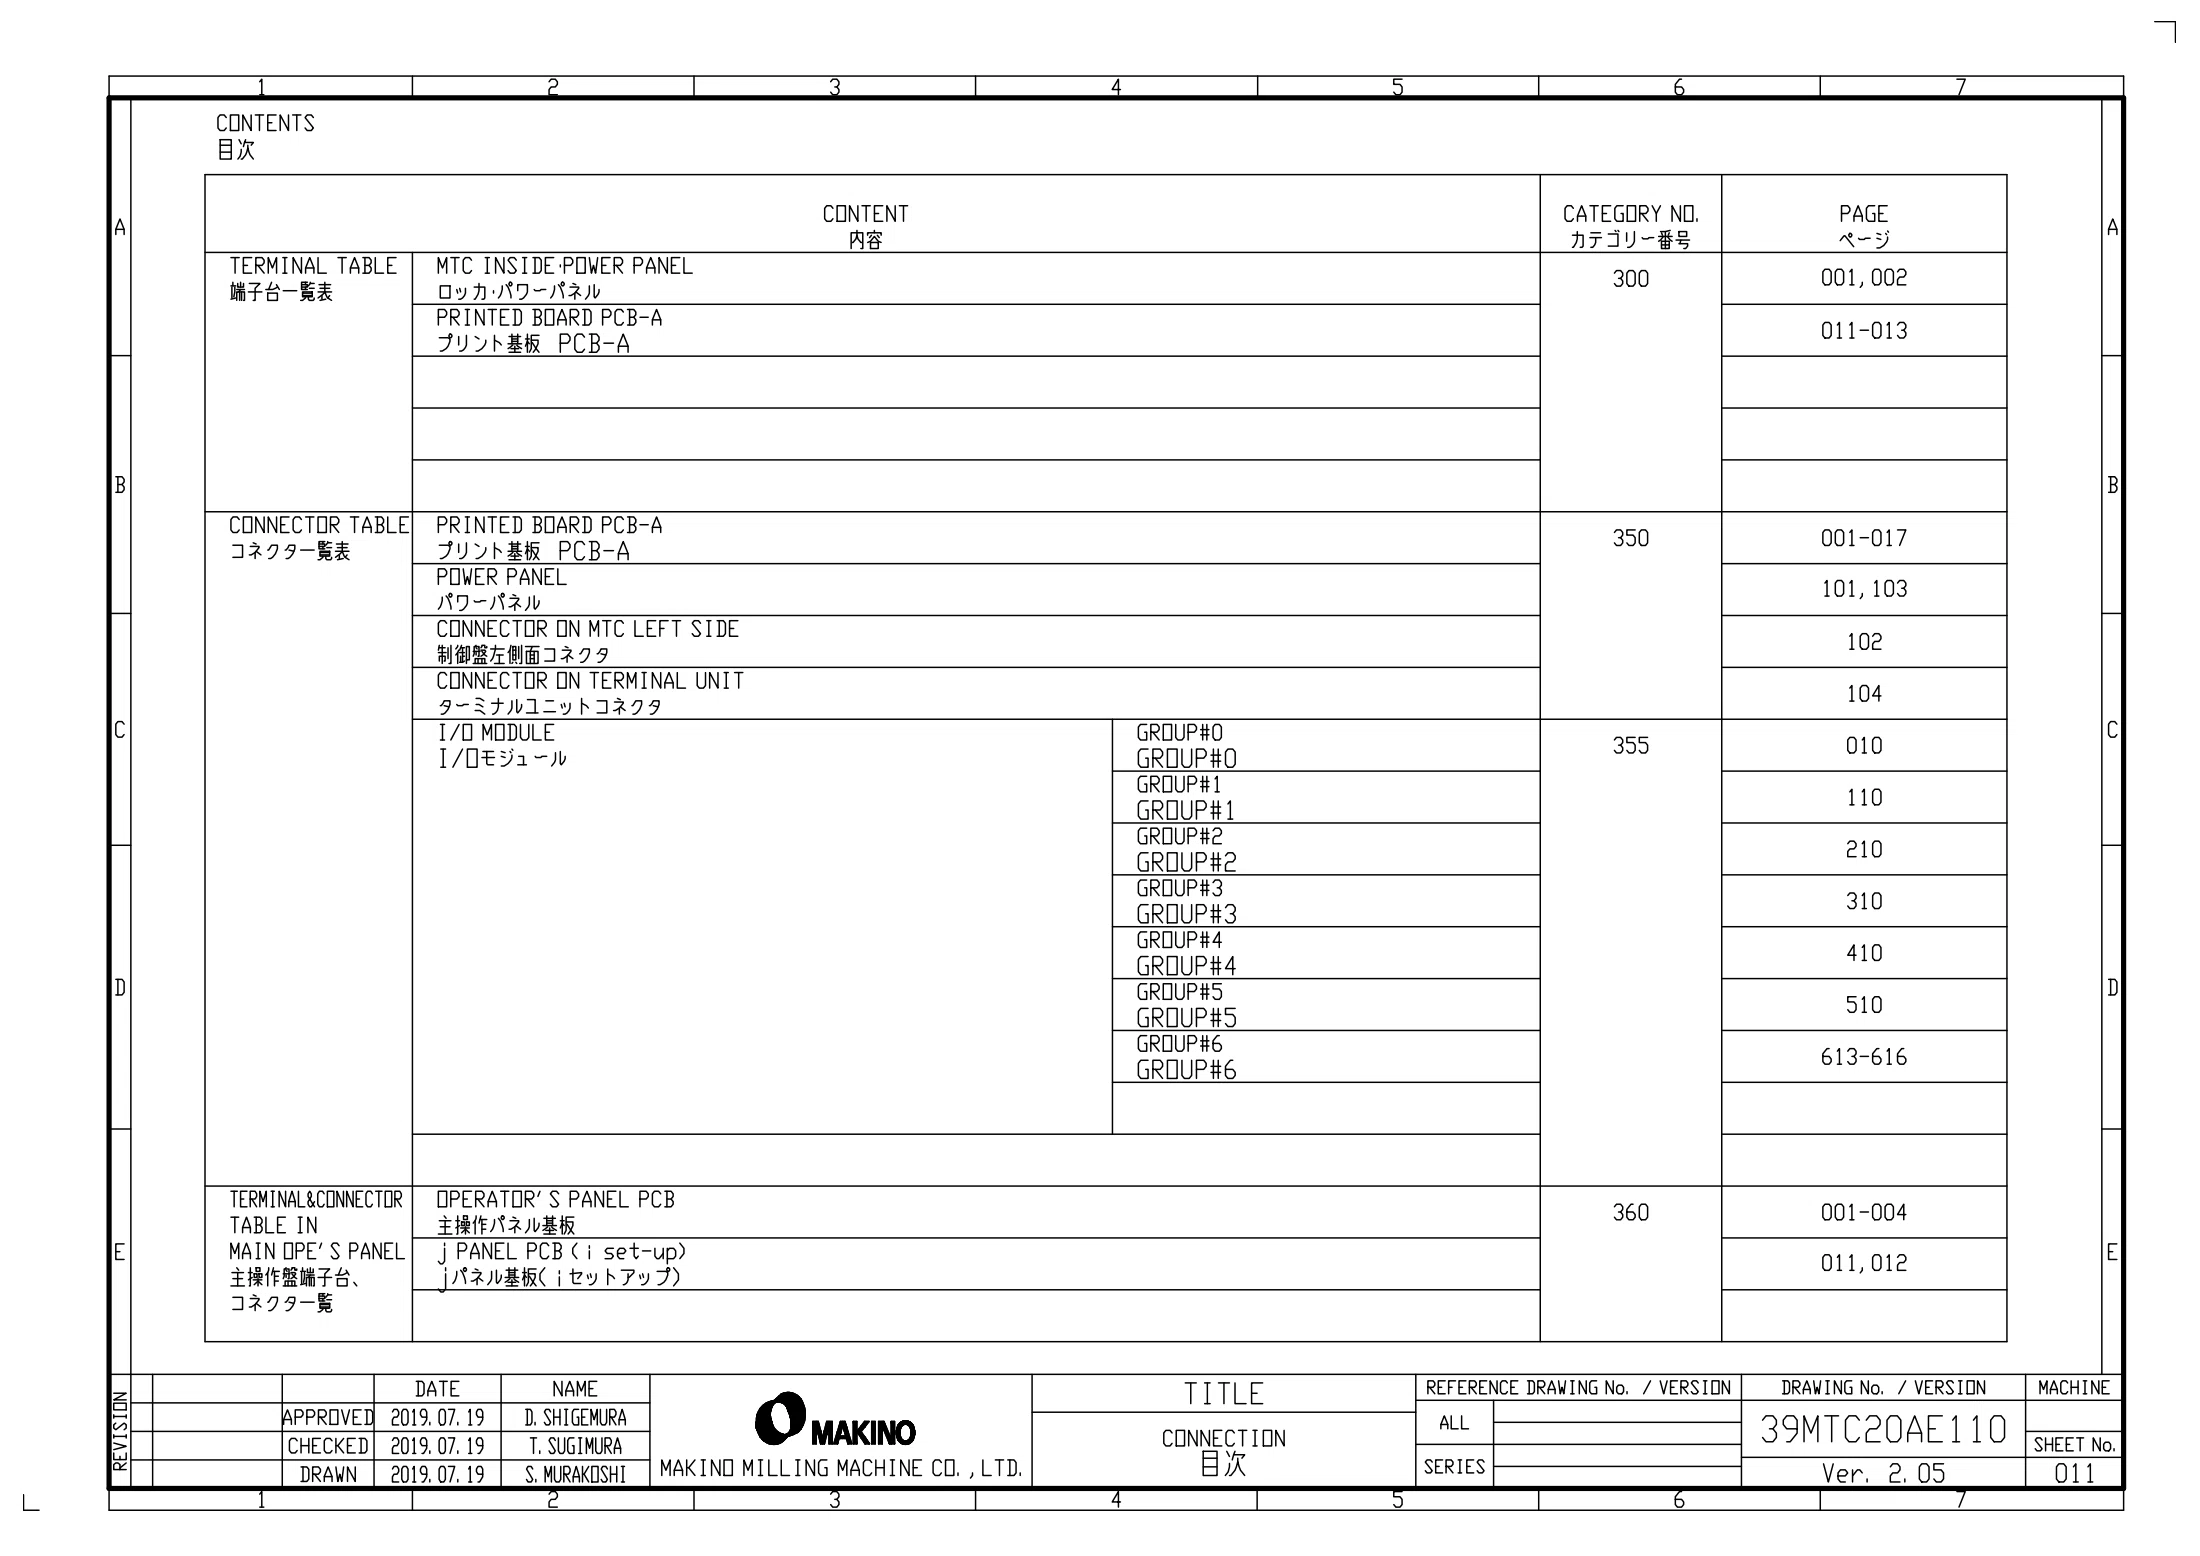 1 2 3 4 5 6 7
CONTENTS
目次
CONTENT CATEGORY NO. PAGE
内容 カテゴリー番号 ページ
A A
TERMINAL TABLE MTC INSIDE·POWER PANEL 300 001,002
端子台一覧表 ロッカ·パワーパネル
PRINTED BOARD PCB-A 011-013
プリント基板 PCB-A
B B
CONNECTOR TABLE PRINTED BOARD PCB-A 350 001-017
コネクタ一覧表 プリント基板 PCB-A
POWER PANEL 101,103
パワーパネル
CONNECTOR ON MTC LEFT SIDE 102
制御盤左側面コネクタ
CONNECTOR ON TERMINAL UNIT 104
ターミナルユニットコネクタ
C C
I/O MODULE GROUP#0 355 010
I/Oモジュール GROUP#0
GROUP#1 110
GROUP#1
GROUP#2 210
GROUP#2
GROUP#3 310
GROUP#3
GROUP#4 410
GROUP#4
D D
GROUP#5 510
GROUP#5
GROUP#6 613-616
GROUP#6
TERMINAL&CONNECTOR OPERATOR'S PANEL PCB 360 001-004
TABLE IN 主操作パネル基板
E MAIN OPE'S PANEL j PANEL PCB (i set-up) 011,012 E
主操作盤端子台、 jパネル基板(iセットアップ)
コネクタ一覧
REVISION
DATE NAME
APPROVED 2019.07.19 D. SHIGEMURA
CHECKED 2019.07.19 T. SUGIMURA
DRAWN 2019.07.19 S. MURAKOSHI
MAKINO
MAKINO MILLING MACHINE CO.,LTD.
TITLE
CONNECTION
目次
REFERENCE DRAWING No. / VERSION
ALL
SERIES
DRAWING No. / VERSION
39MTC20AE110
Ver. 2.05
MACHINE
SHEET No.
011
1 2 3 4 5 6 7